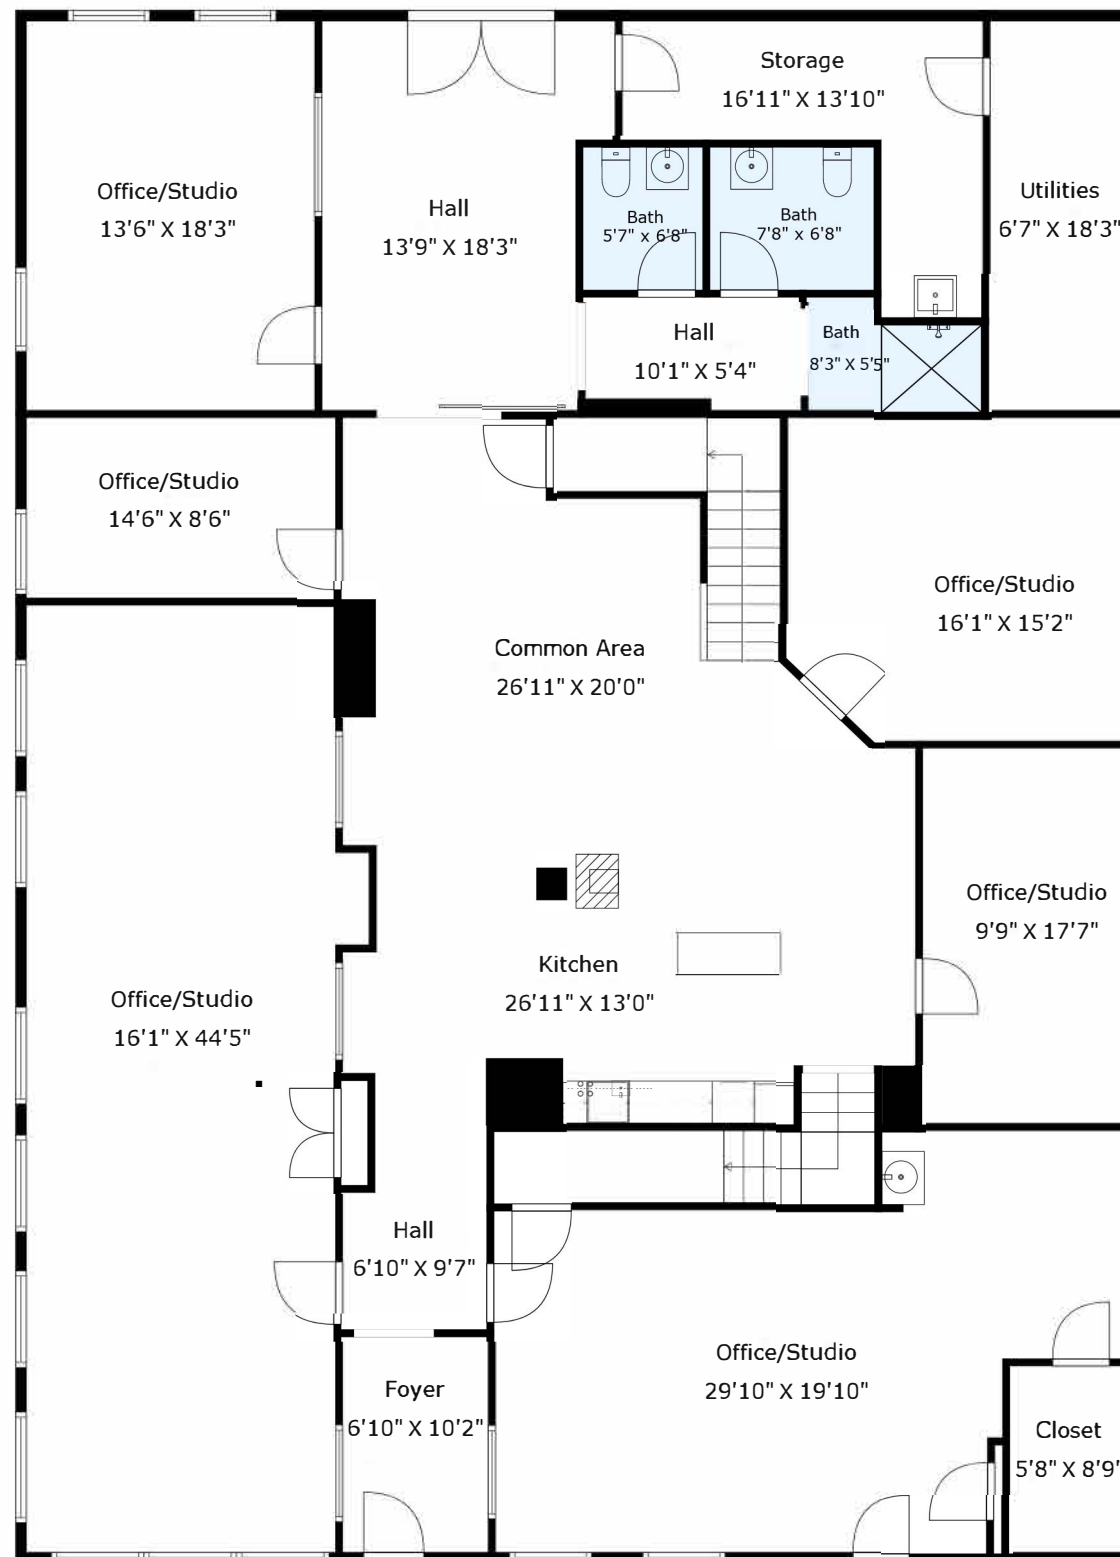 Storage
16'11" X 13'10"
Office/Studio
13'6" X 18'3"
Hall
13'9" X 18'3"
Bath
5'7" x 6'8"
Bath
7'8" x 6'8"
Utilities
6'7" X 18'3"
Hall
10'1" X 5'4"
Bath
8'3" X 5'5"
Office/Studio
14'6" X 8'6"
Office/Studio
16'1" X 15'2"
Common Area
26'11" X 20'0"
Office/Studio
9'9" X 17'7"
Kitchen
26'11" X 13'0"
Office/Studio
16'1" X 44'5"
Hall
6'10" X 9'7"
Office/Studio
29'10" X 19'10"
Foyer
6'10" X 10'2"
Closet
5'8" X 8'9"